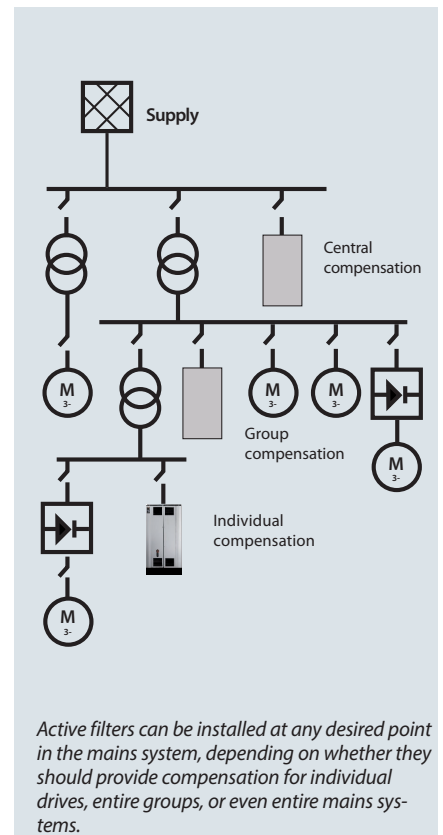 Supply
Central
compensation
M
3~
M
3~
M
3~
Group
compensation
M
3~
Individual
compensation
M
3~
Active filters can be installed at any desired point
in the mains system, depending on whether they
should provide compensation for individual
drives, entire groups, or even entire mains sys-
tems.